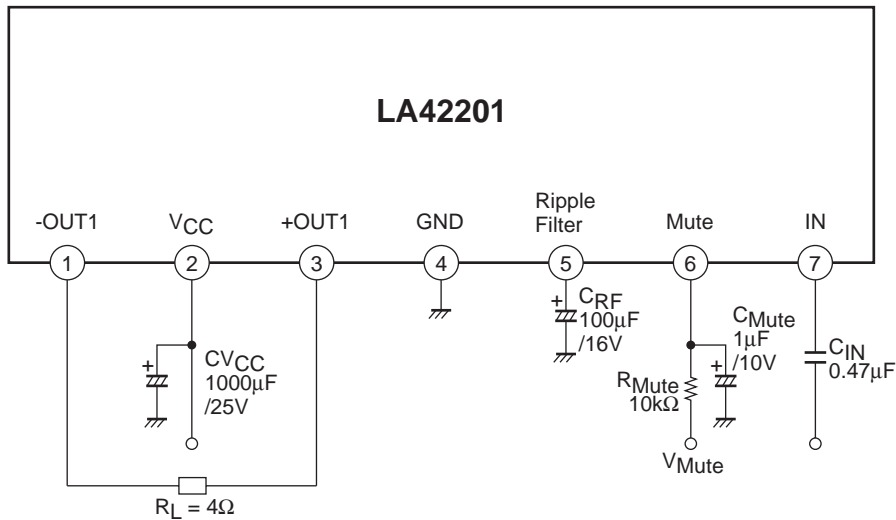 LA42201
-OUT1
VCC
+OUT1
GND
Ripple
Filter
Mute
IN
1
2
3
4
5
6
7
+
CVCC
1000μF
/25V
+
CRF
100μF
/16V
RMute
10kΩ
VMute
+
CMute
1μF
/10V
CIN
0.47μF
RL = 4Ω